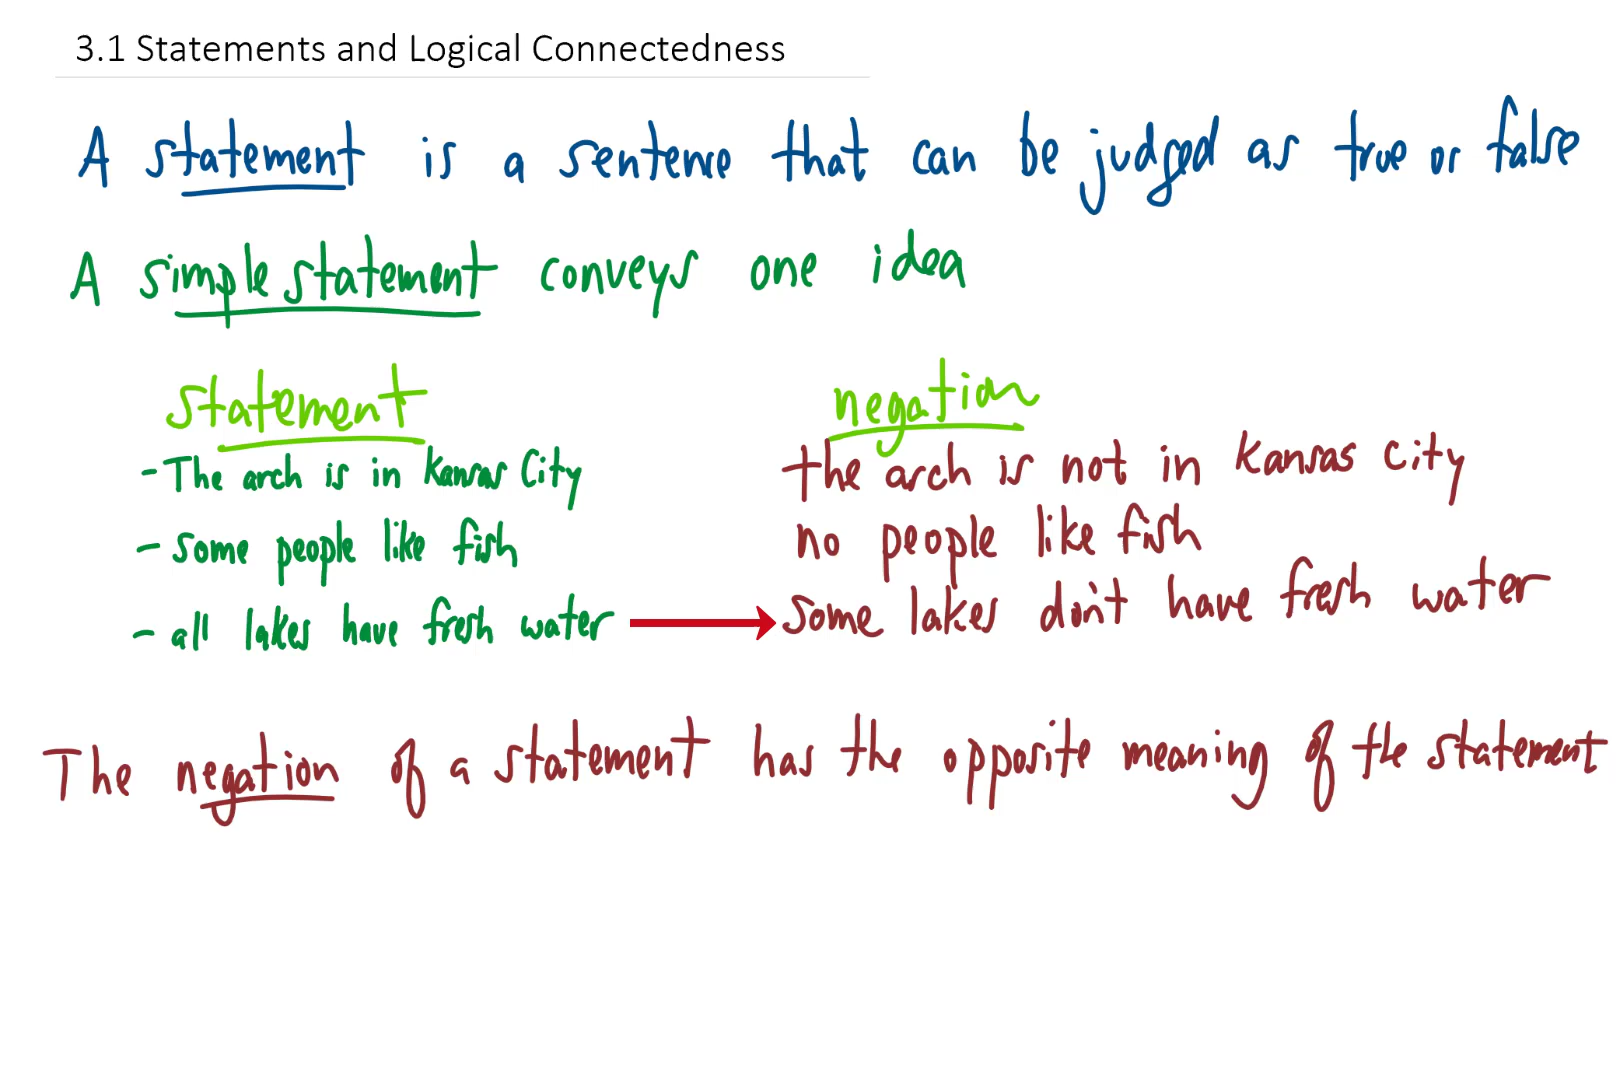 3.1 Statements and Logical Connectedness
A statement is a sentence that can be judged as true or false
A simple statement conveys one idea
statement negation
- The arch is in Kansas City the arch is not in Kansas City
- Some people like fish no people like fish
- all lakes have fresh water some lakes don't have fresh water
The negation of a statement has the opposite meaning of the statement